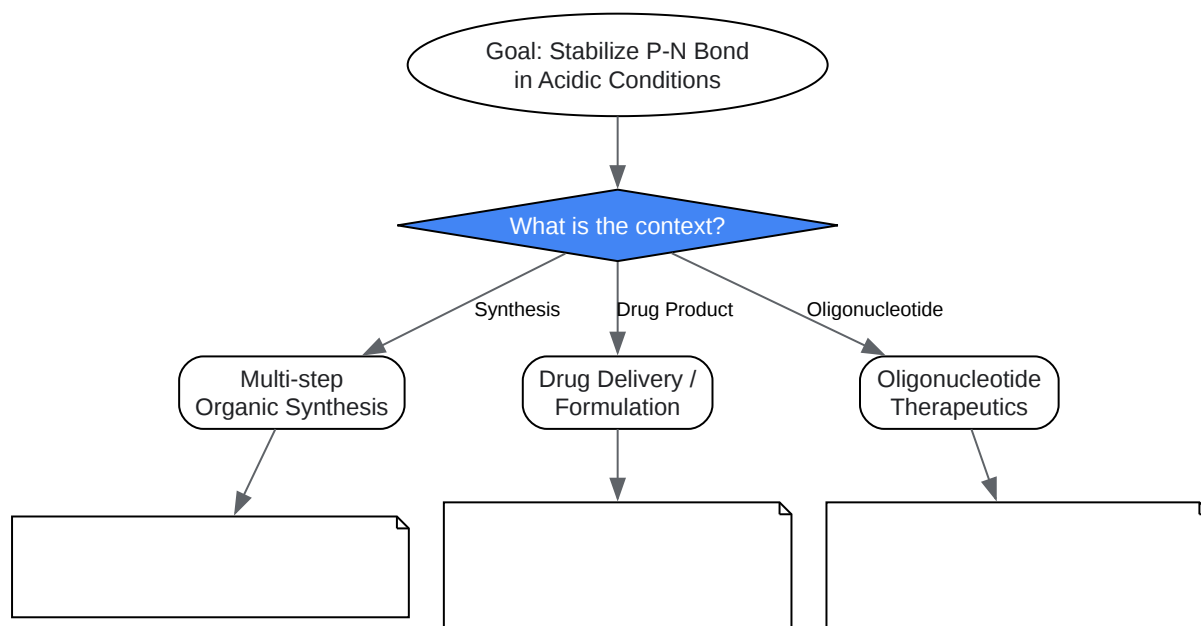 Goal: Stabilize P-N Bond
in Acidic Conditions
What is the context?
Synthesis
Drug Product
Oligonucleotide
Multi-step
Organic Synthesis
Drug Delivery /
Formulation
Oligonucleotide
Therapeutics